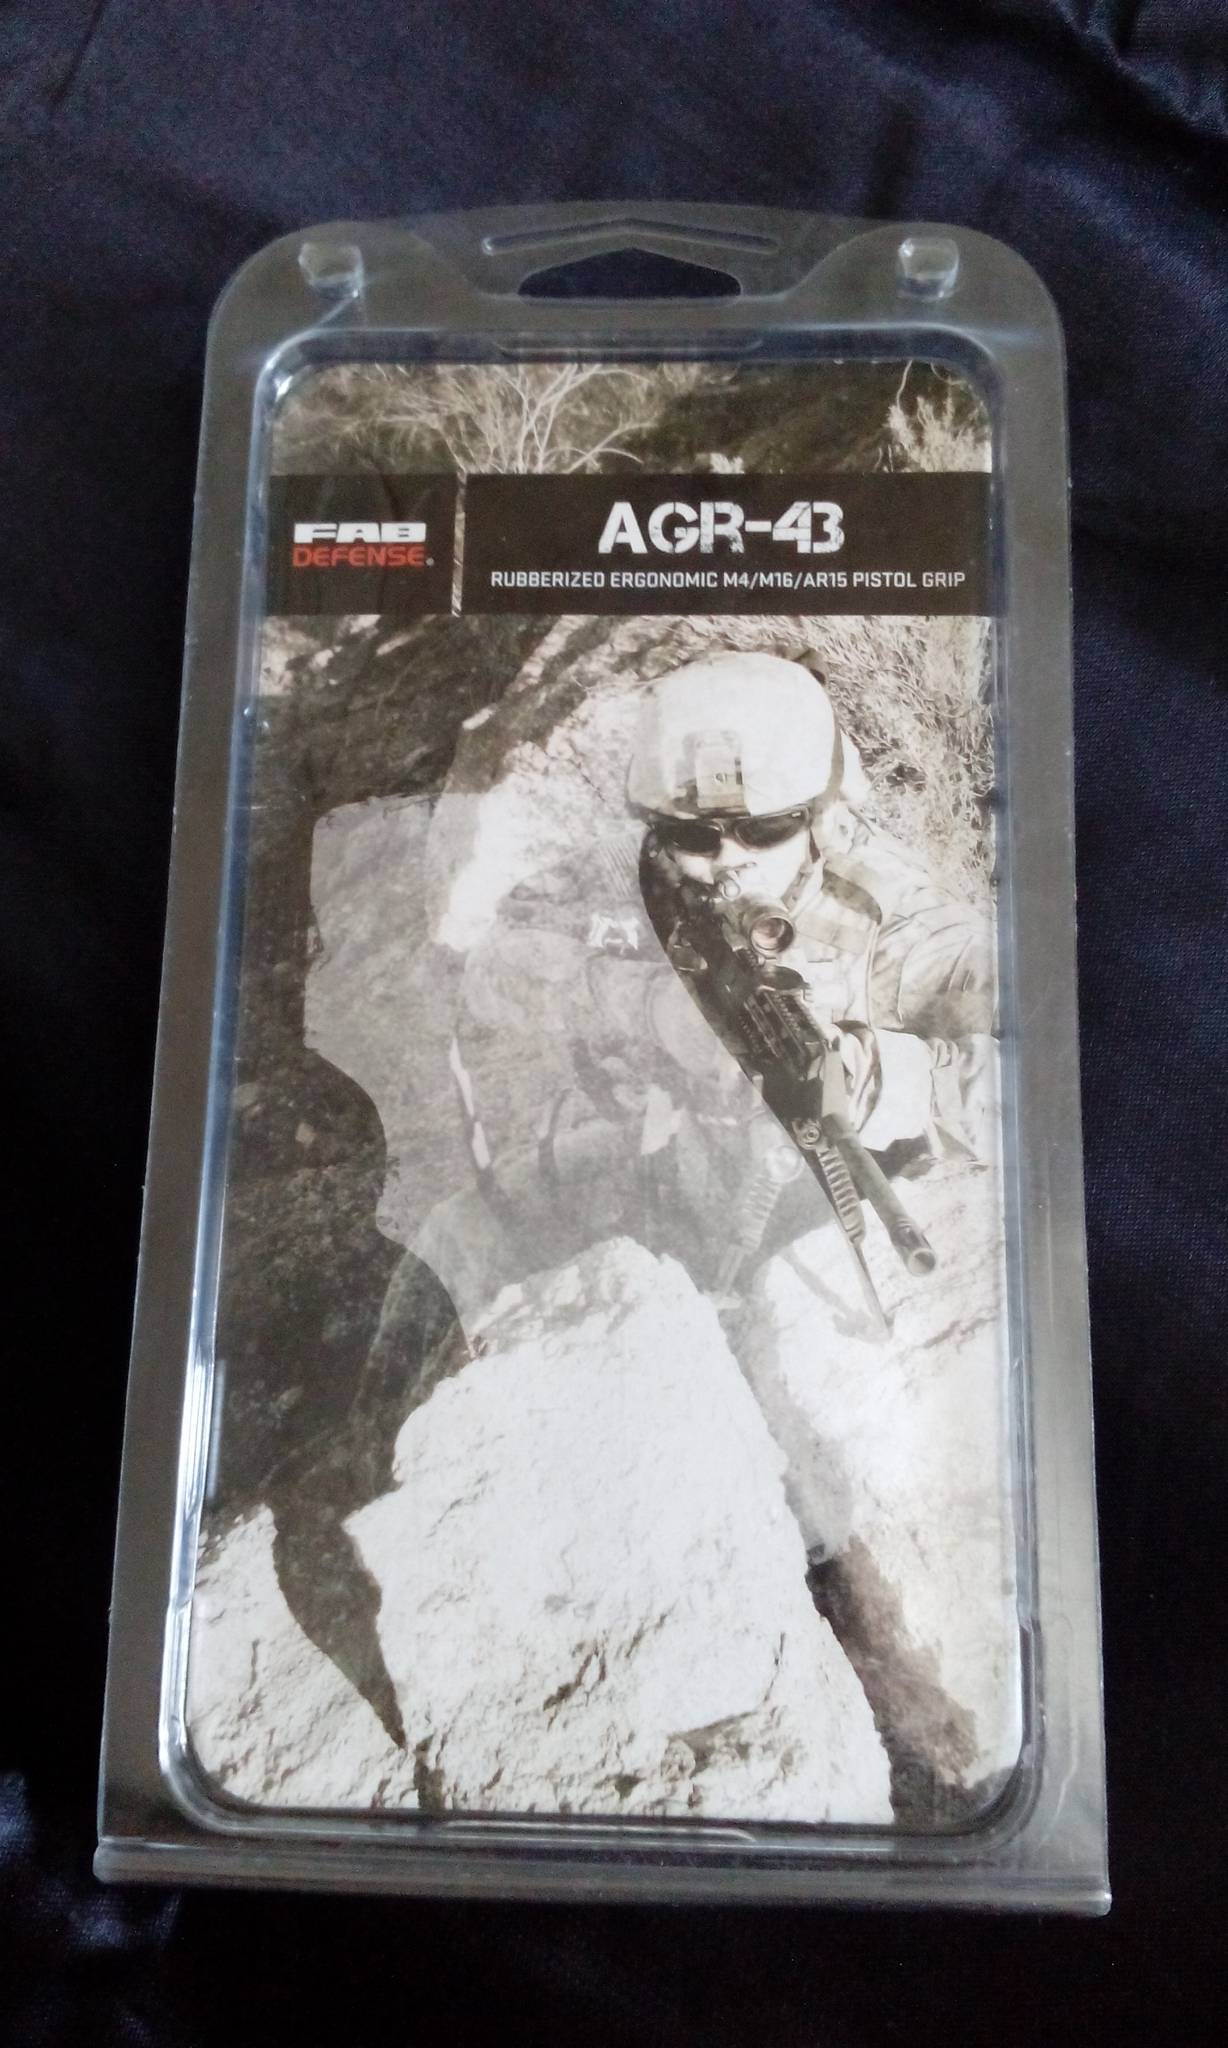 FAB
DEFENSE®
AGR-43
RUBBERIZED ERGONOMIC M4/M16/AR15 PISTOL GRIP